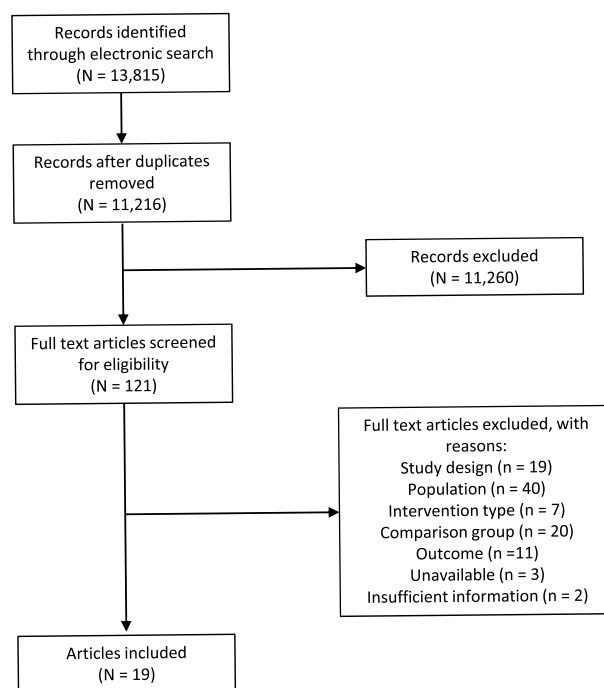 Records identified
through electronic search
(N = 13,815)
Records after duplicates
removed
(N = 11,216)
Records excluded
(N = 11,260)
Full text articles screened
for eligibility
(N = 121)
Full text articles excluded, with
reasons:
Study design (n = 19)
Population (n = 40)
Intervention type (n = 7)
Comparison group (n = 20)
Outcome (n =11)
Unavailable (n = 3)
Insufficient information (n = 2)
Articles included
(N = 19)